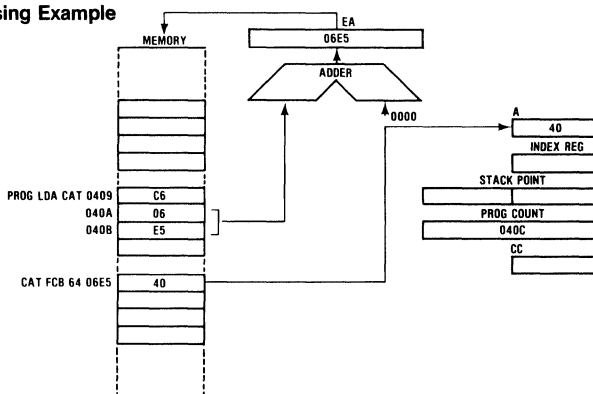 sing Example
EA
MEMORY
06E5
ADDER
0000
A
40
INDEX REG
STACK POINT
PROG LDA CAT 0409 C6
040A 06
PROG COUNT
040B E5
040C
CC
CAT FCB 64 06E5 40